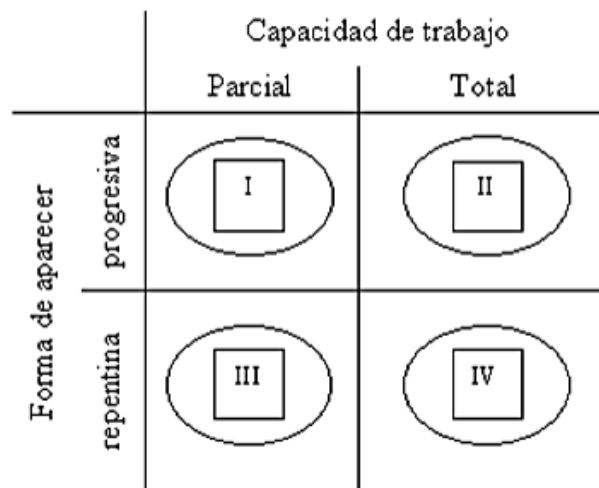 Capacidad de trabajo
Parcial Total
Forma de aparecer
progresiva
I II
repentina
III IV